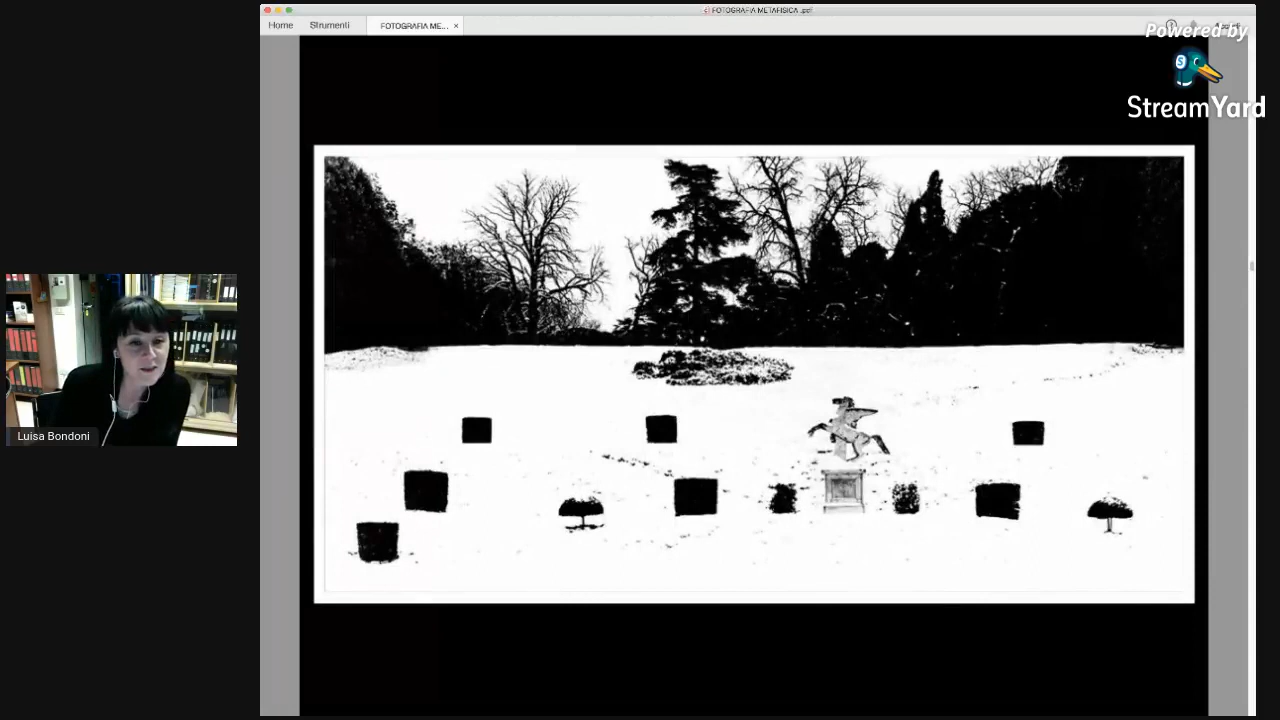 FOTOGRAFIA METAFISICA .pdf
Home
Strumenti
FOTOGRAFIA ME...
Powered by
S
StreamYard
Luisa Bondoni